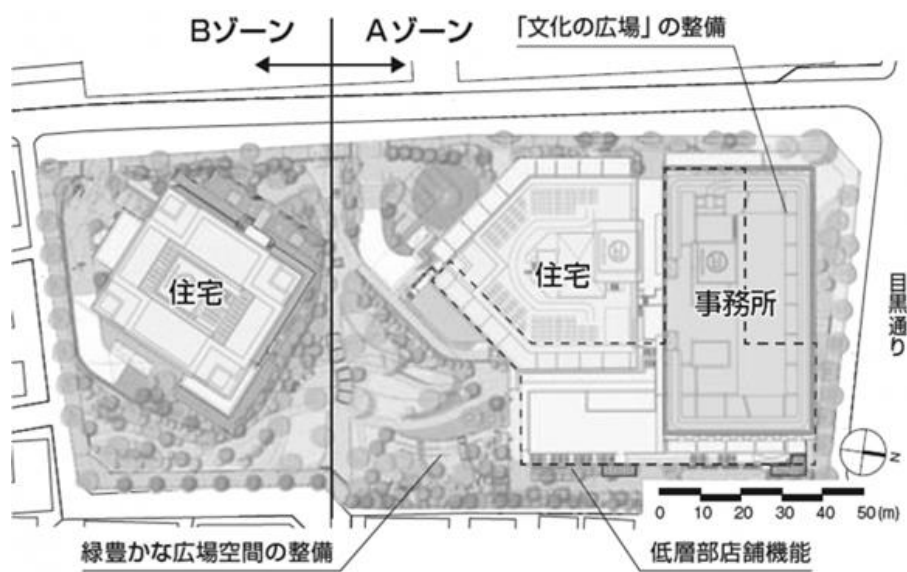 Bゾーン Aゾーン
「文化の広場」の整備
住宅
住宅
事務所
目黒通り
N
0 10 20 30 40 50(m)
緑豊かな広場空間の整備
低層部店舗機能